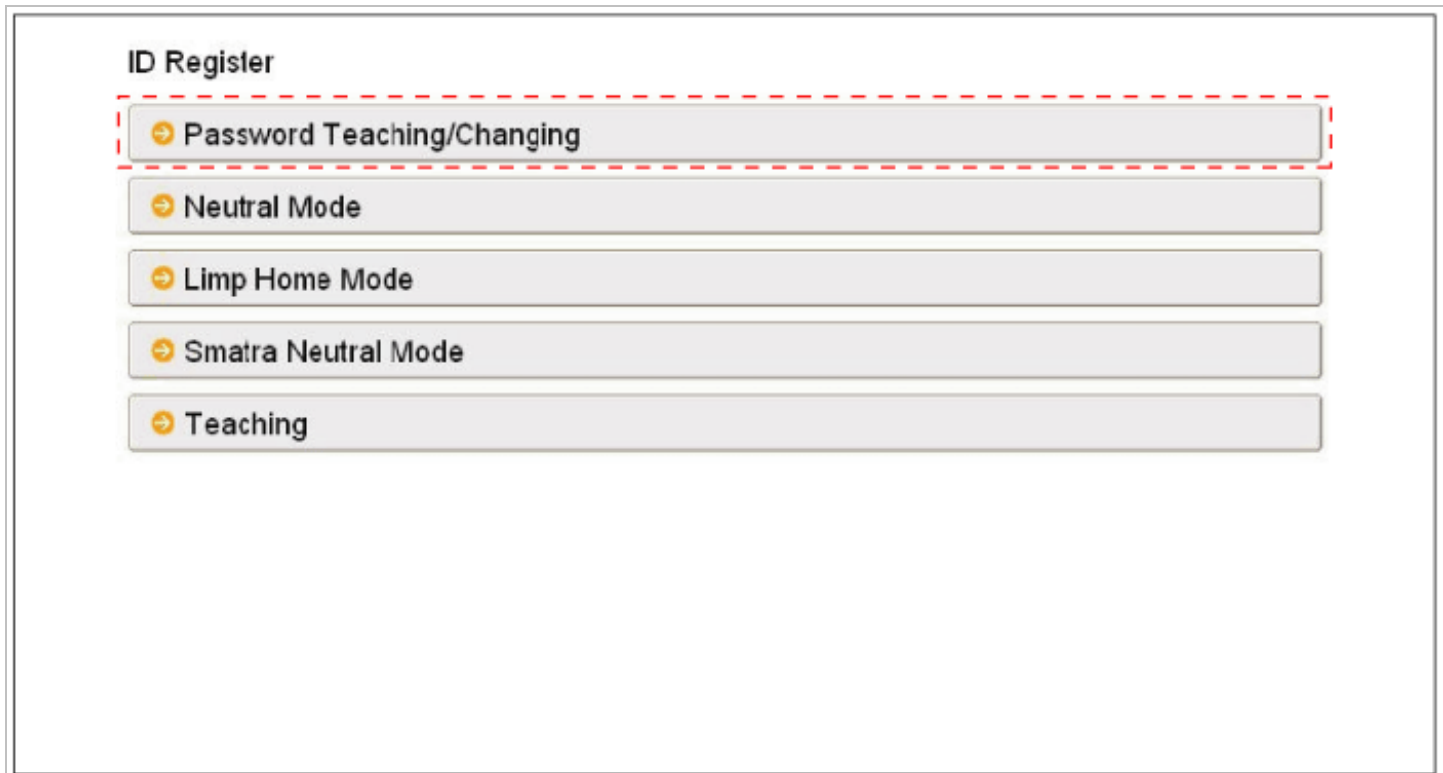 ID Register
Password Teaching/Changing
Neutral Mode
Limp Home Mode
Smatra Neutral Mode
Teaching